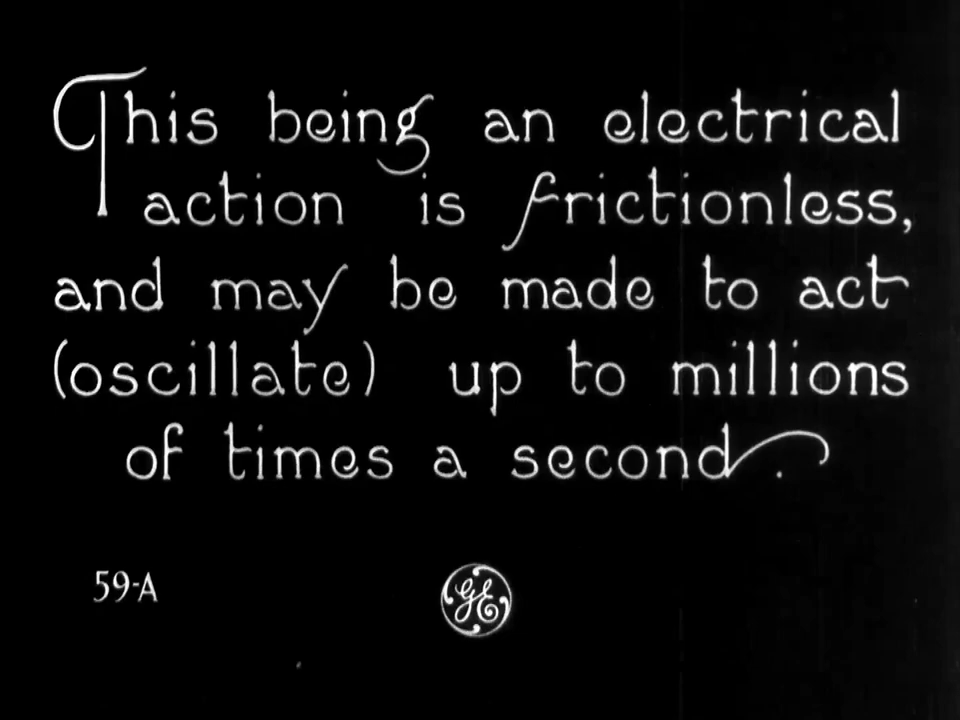 This being an electrical
action is frictionless,
and may be made to act
(oscillate) up to millions
of times a second.
59-A
GE